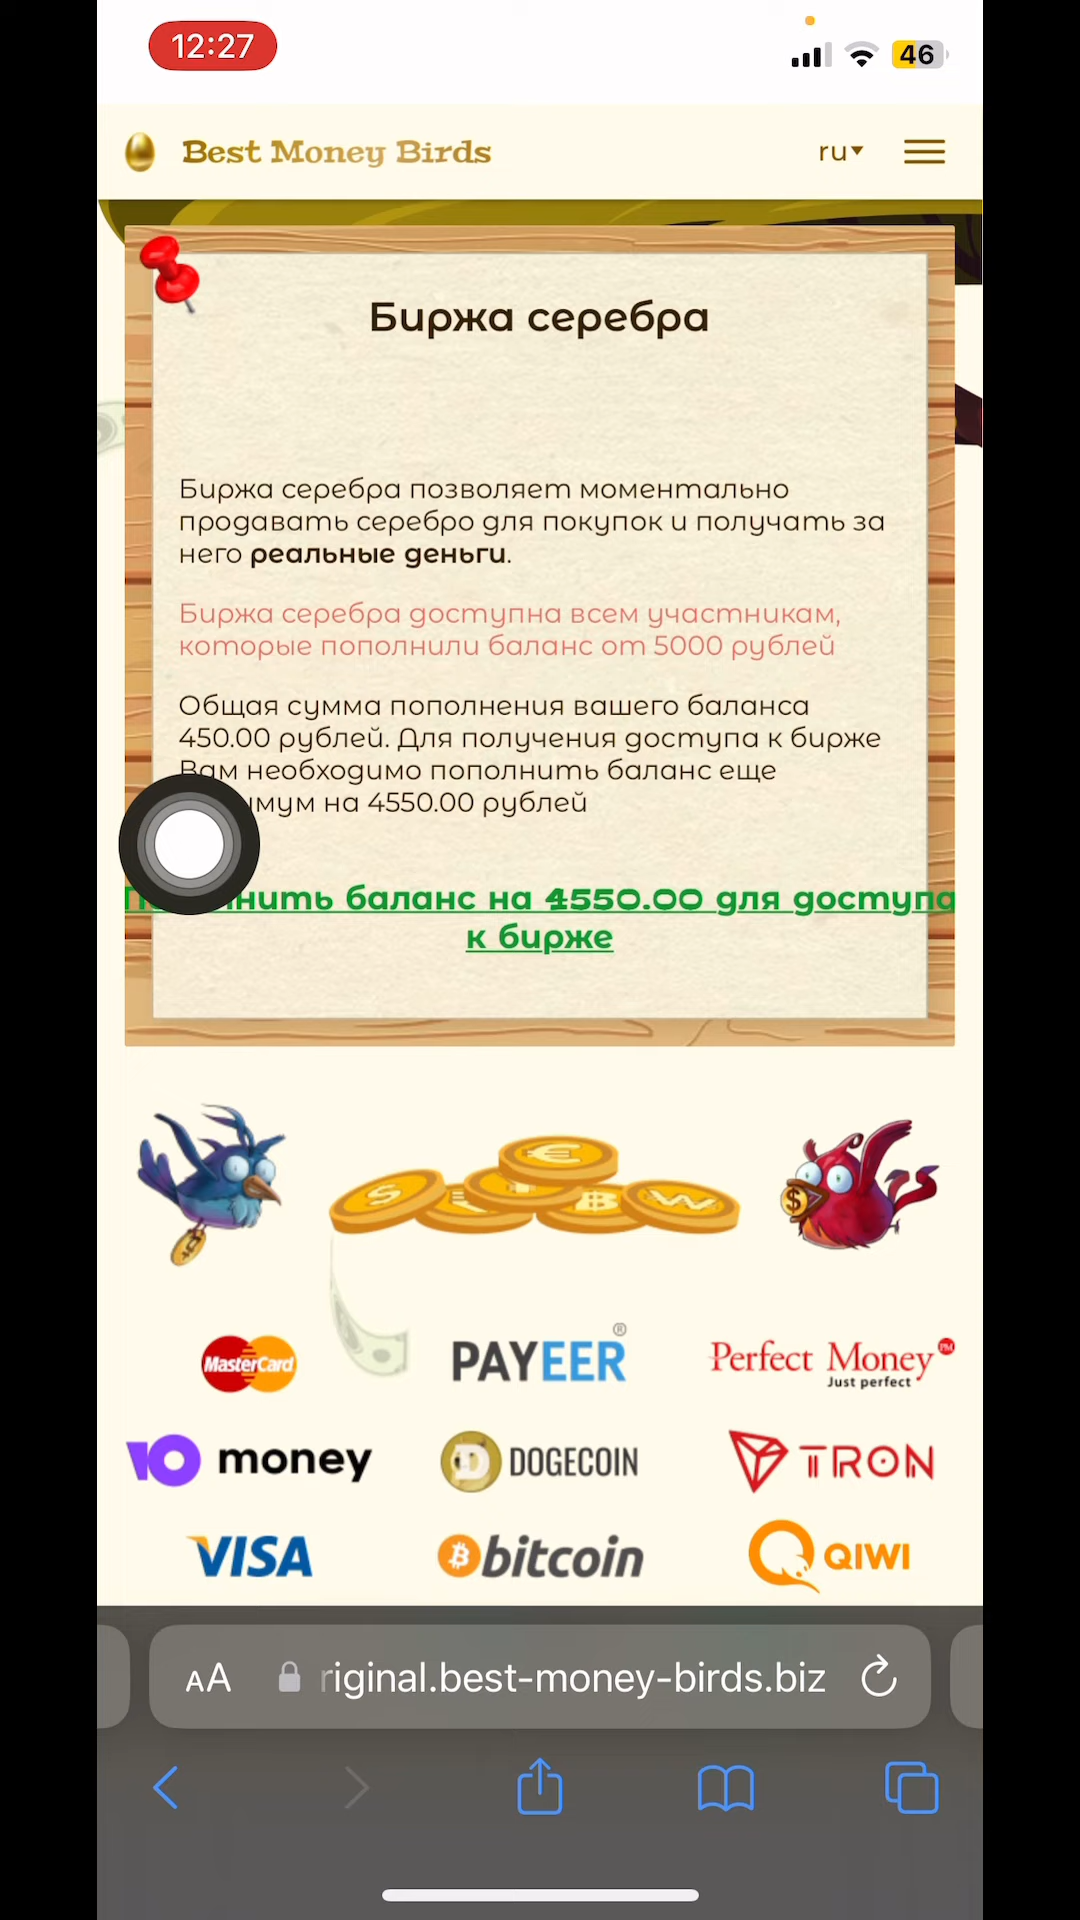 12:27
46
Best Money Birds
ru
Биржа серебра
Биржа серебра позволяет моментально
продавать серебро для покупок и получать за
него реальные деньги.
Биржа серебра доступна всем участникам,
которые пополнили баланс от 5000 рублей
Общая сумма пополнения вашего баланса
450.00 рублей. Для получения доступа к бирже
Вам необходимо пополнить баланс еще
на 4550.00 рублей
баланс на 4550.00 для доступа
к бирже
MasterCard
PAYEER®
Perfect Money PM
Just perfect
Ю money
DOGECOIN
TRON
VISA
bitcoin
QIWI
AA
riginal.best-money-birds.biz